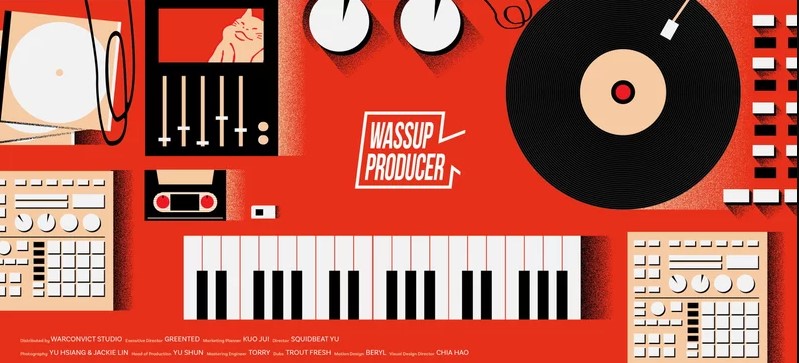 WASSUP
PRODUCER
Distributed by WARCONVICT STUDIO Executive Director GREENTED Marketing Planner KUO JUI Director SQUIDBEAT YU
Photography YU HSIANG & JACKIE LIN Head of Production YU SHUN Mastering Engineer TORRY Dubs TROUT FRESH Motion Design BERYL Visual Design Director CHIA HAO